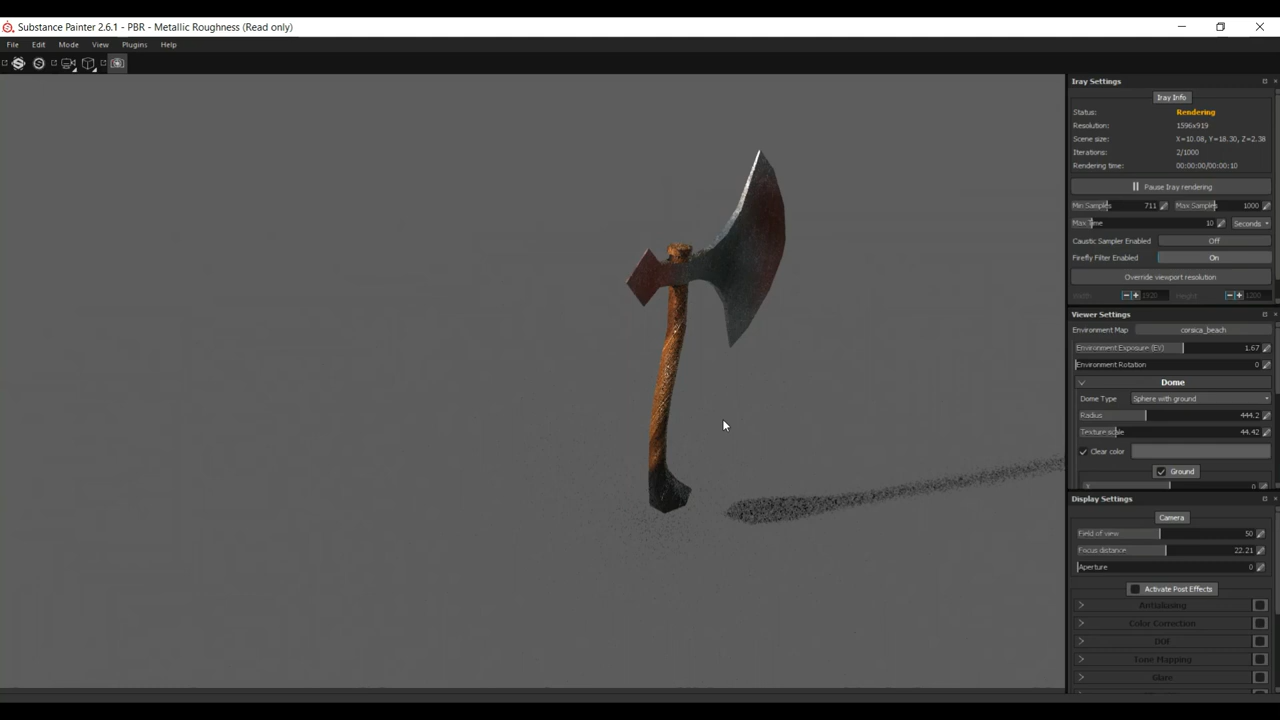 Substance Painter 2.6.1 - PBR - Metallic Roughness (Read only)
File Edit Mode View Plugins Help
Iray Settings
Iray Info
Status: Rendering
Resolution: 1596x919
Scene size: X=10.08, Y=18.30, Z=2.38
Iterations: 2/1000
Rendering time: 00:00:00/00:00:10
Pause Iray rendering
Min Samples 711 Max Samples 1000
Max Time 10 Seconds
Caustic Sampler Enabled Off
Firefly Filter Enabled On
Override viewport resolution
Width 1920 Height 1200
Viewer Settings
Environment Map corsica_beach
Environment Exposure (EV) 1.67
Environment Rotation 0
Dome
Dome Type Sphere with ground
Radius 444.2
Texture scale 44.42
Clear color
Ground
X 0
Display Settings
Camera
Field of view 50
Focus distance 22.21
Aperture 0
Activate Post Effects
Antialiasing
Color Correction
DOF
Tone Mapping
Glare